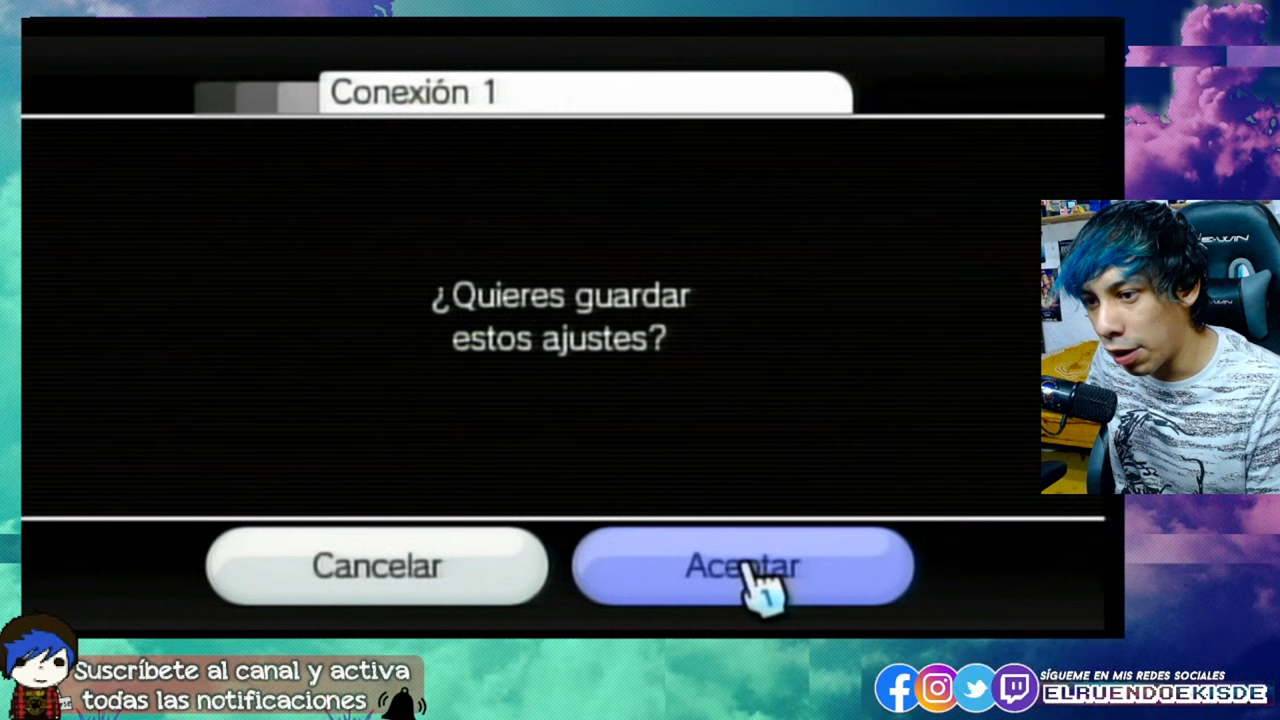 Conexión 1
¿Quieres guardar
estos ajustes?
Cancelar
Aceptar
1
Suscríbete al canal y activa
todas las notificaciones
SÍGUEME EN MIS REDES SOCIALES
ELRUENDOEKISDE